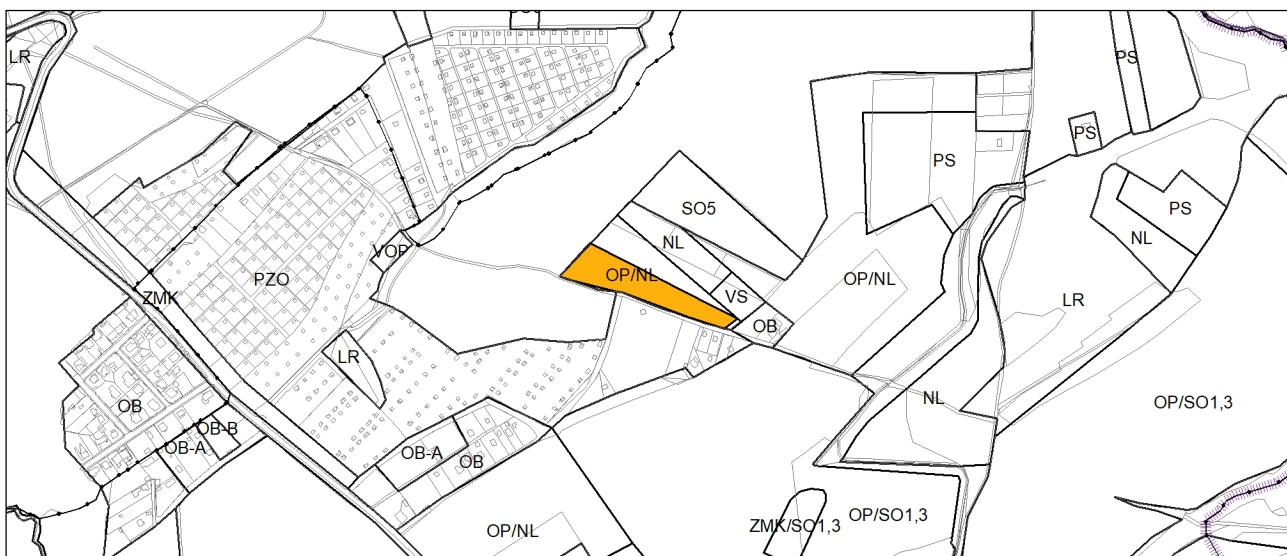 LR
PS
PS
PS
PS
SO5
NL
NL
VOP
OP/NL
OP/NL
PZO
ZMK
VS
LR
OB
LR
NL
OB
OP/SO1,3
OB-B
OB-A
OB-A
OB
OP/NL
ZMK/SO1,3
OP/SO1,3